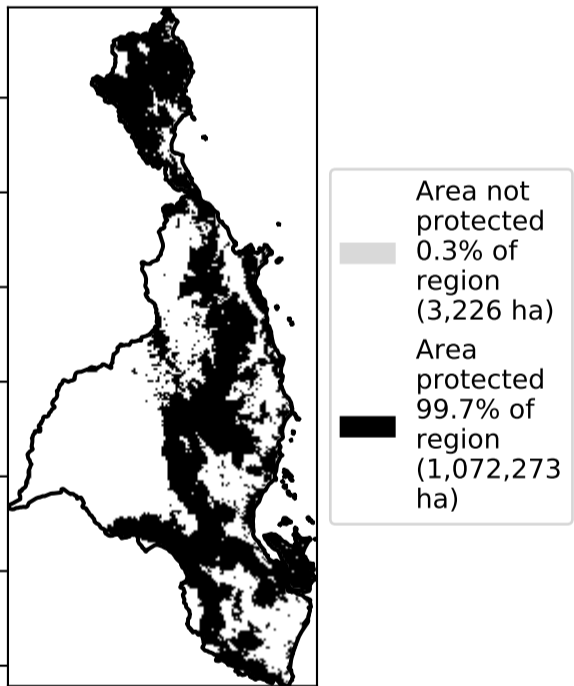 Area not
protected
0.3% of
region
(3,226 ha)
Area
protected
99.7% of
region
(1,072,273
ha)